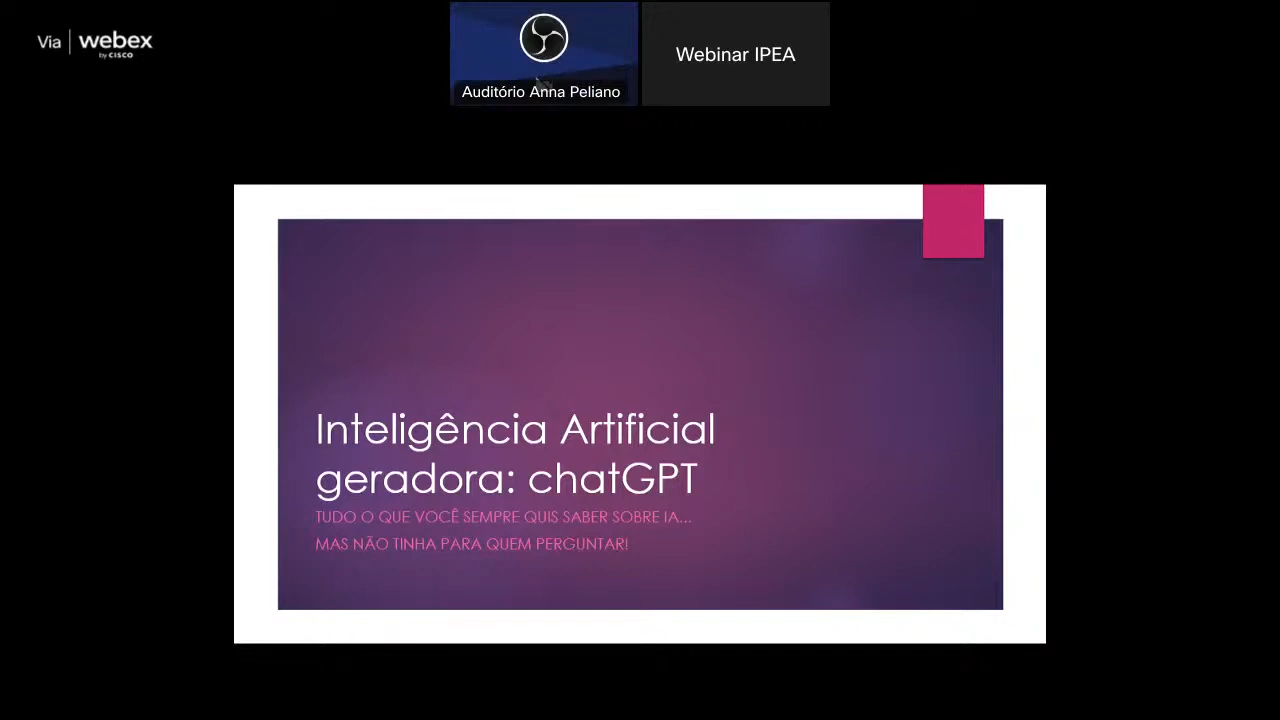 Via webex
by CISCO
Auditório Anna Peliano
Webinar IPEA
Inteligência Artificial
geradora: chatGPT
TUDO O QUE VOCÊ SEMPRE QUIS SABER SOBRE IA...
MAS NÃO TINHA PARA QUEM PERGUNTAR!